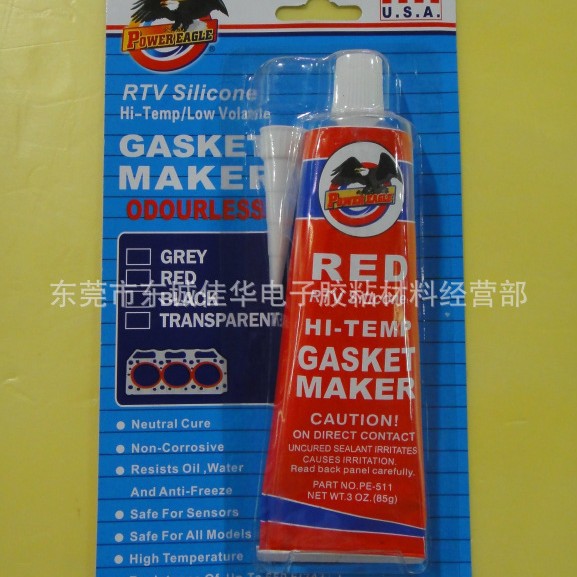 U.S.A.
POWER EAGLE
RTV Silicone
Hi-Temp/Low Volatile
GASKET
MAKER
ODOURLESS
GREY
RED
BLACK
TRANSPARENT
Neutral Cure
Non-Corrosive
Resists Oil ,Water
And Anti-Freeze
Safe For Sensors
Safe For All Models
High Temperature
POWER EAGLE
RED
RTV Silicone
HI-TEMP
GASKET
MAKER
CAUTION!
ON DIRECT CONTACT
UNCURED SEALANT IRRITATES
CAUSES IRRITATION.
Read back panel carefully.
PART NO.PE-511
NET WT.3 OZ.(85g)
东莞市东城佳华电子胶粘材料经营部